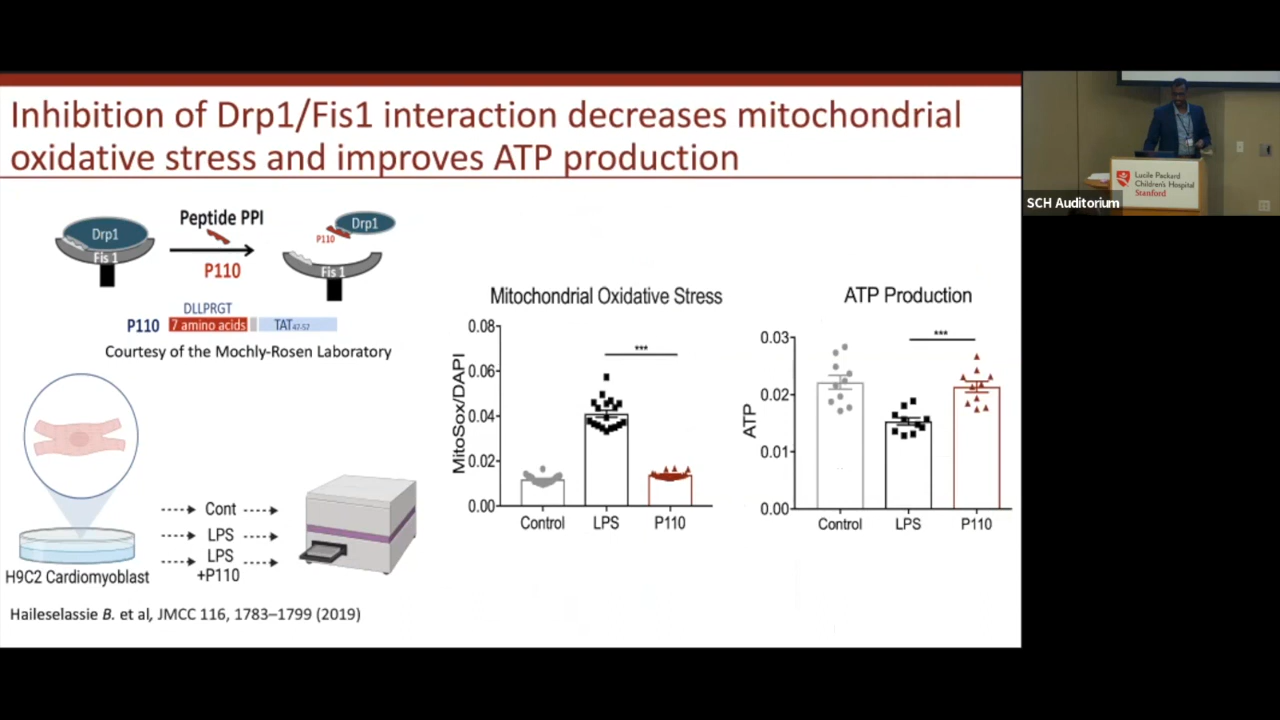 Inhibition of Drp1/Fis1 interaction decreases mitochondrial
oxidative stress and improves ATP production
Peptide PPI
Drp1
Fis 1
P110
P110
Drp1
Fis 1
DLLPRGT
P110 7 amino acids TAT47-57
Courtesy of the Mochly-Rosen Laboratory
Cont
LPS
LPS
+P110
H9C2 Cardiomyoblast
Haileselassie B. et al, JMCC 116, 1783–1799 (2019)
Mitochondrial Oxidative Stress
MitoSox/DAPI
0.08
0.06
0.04
0.02
0.00
***
Control LPS P110
ATP Production
ATP
0.03
0.02
0.01
0.00
***
Control LPS P110
Lucile Packard
Children's Hospital
Stanford
SCH Auditorium